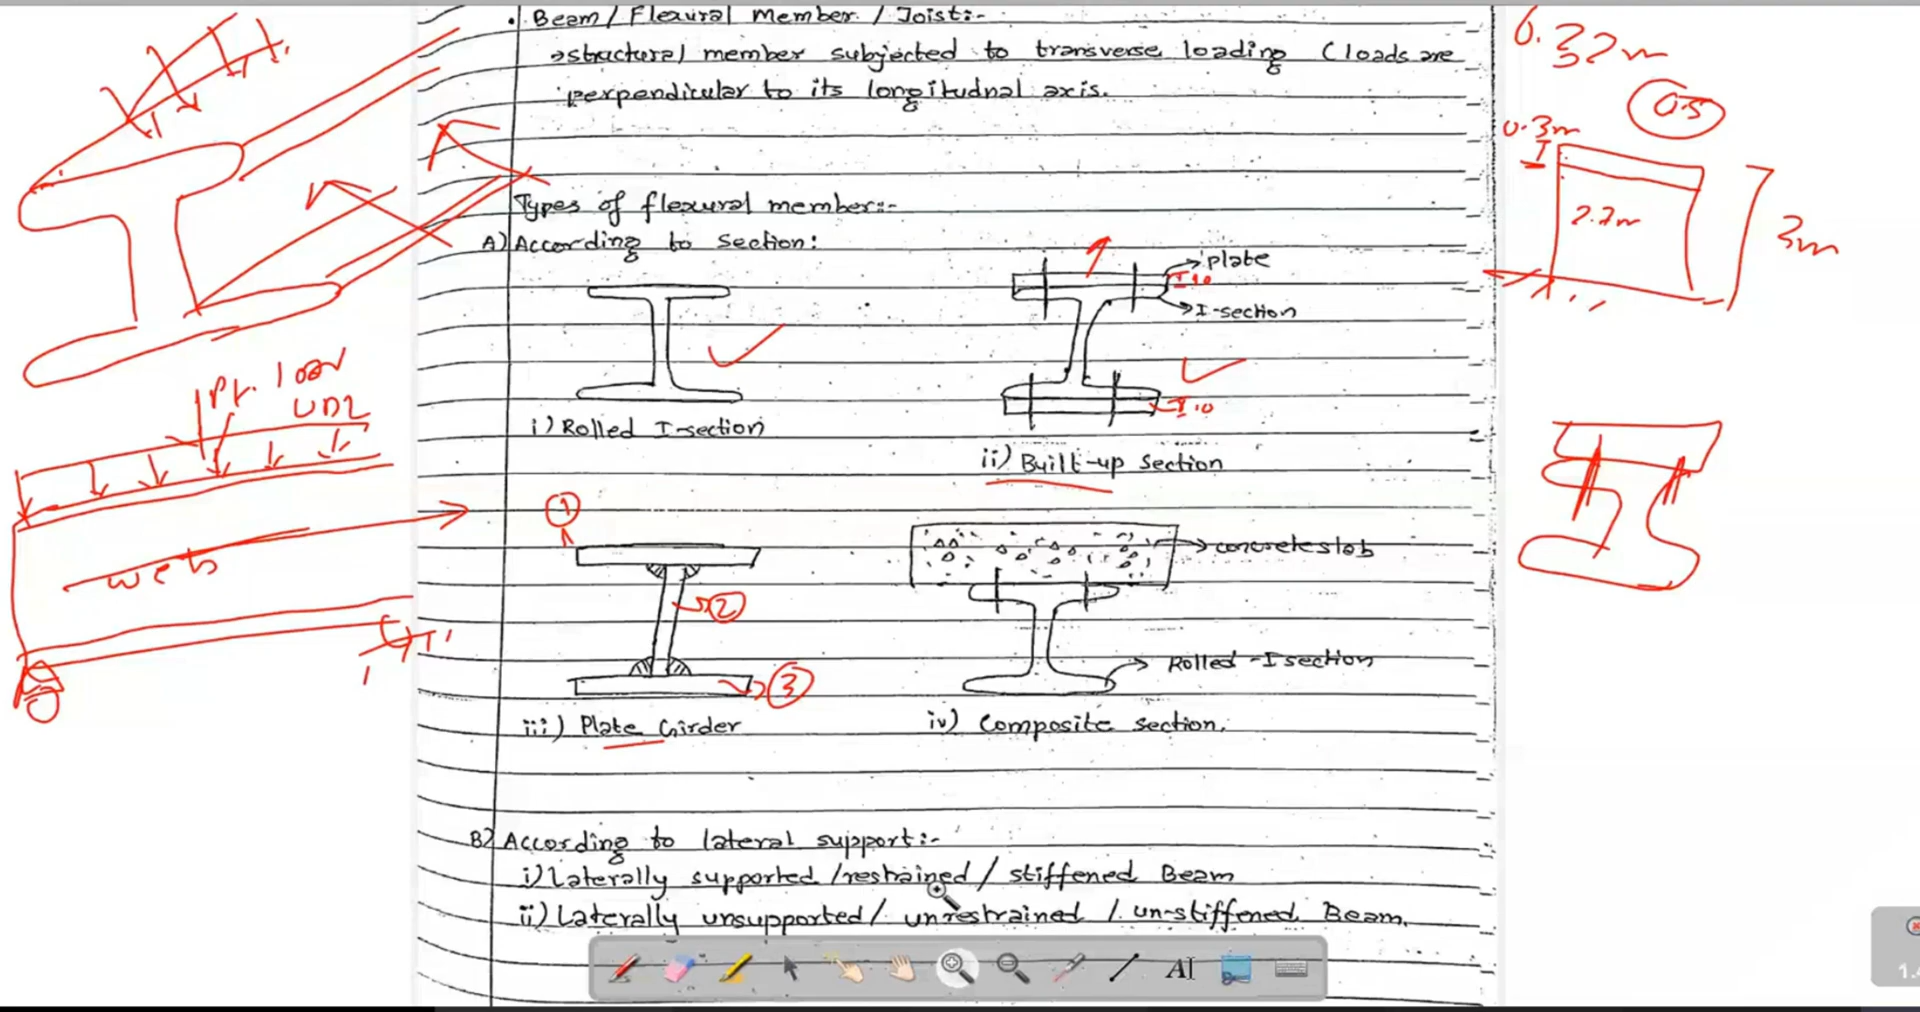 . Beam / Flexural Member / Joist:-
→structural member subjected to transverse loading (loads are
perpendicular to its longitudnal axis.
Types of flexural member:-
A) According to section:
plate
10
I-section
10
i) Rolled I-section
ii) Built-up section
1
2
3
concrete slab
Rolled-I section
iii) Plate Girder
iv) Composite section.
B) According to lateral support:-
i) Laterally supported /restrained / stiffened Beam
ii) Laterally unsupported / unrestrained / un-stiffened Beam.
Pt. load
UDL
web
0.32m
0.5
0.3m
2.7m
3m
AI